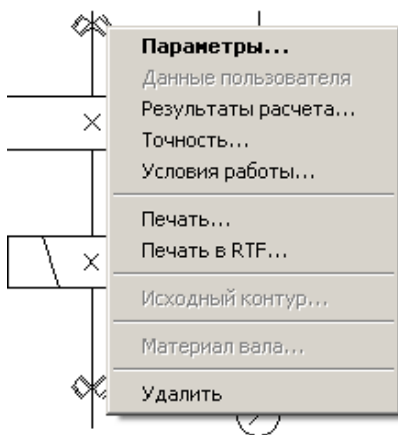 Параметры...
Данные пользователя
Результаты расчета...
Точность...
Условия работы...
Печать...
Печать в RTF...
Исходный контур...
Материал вала...
Удалить